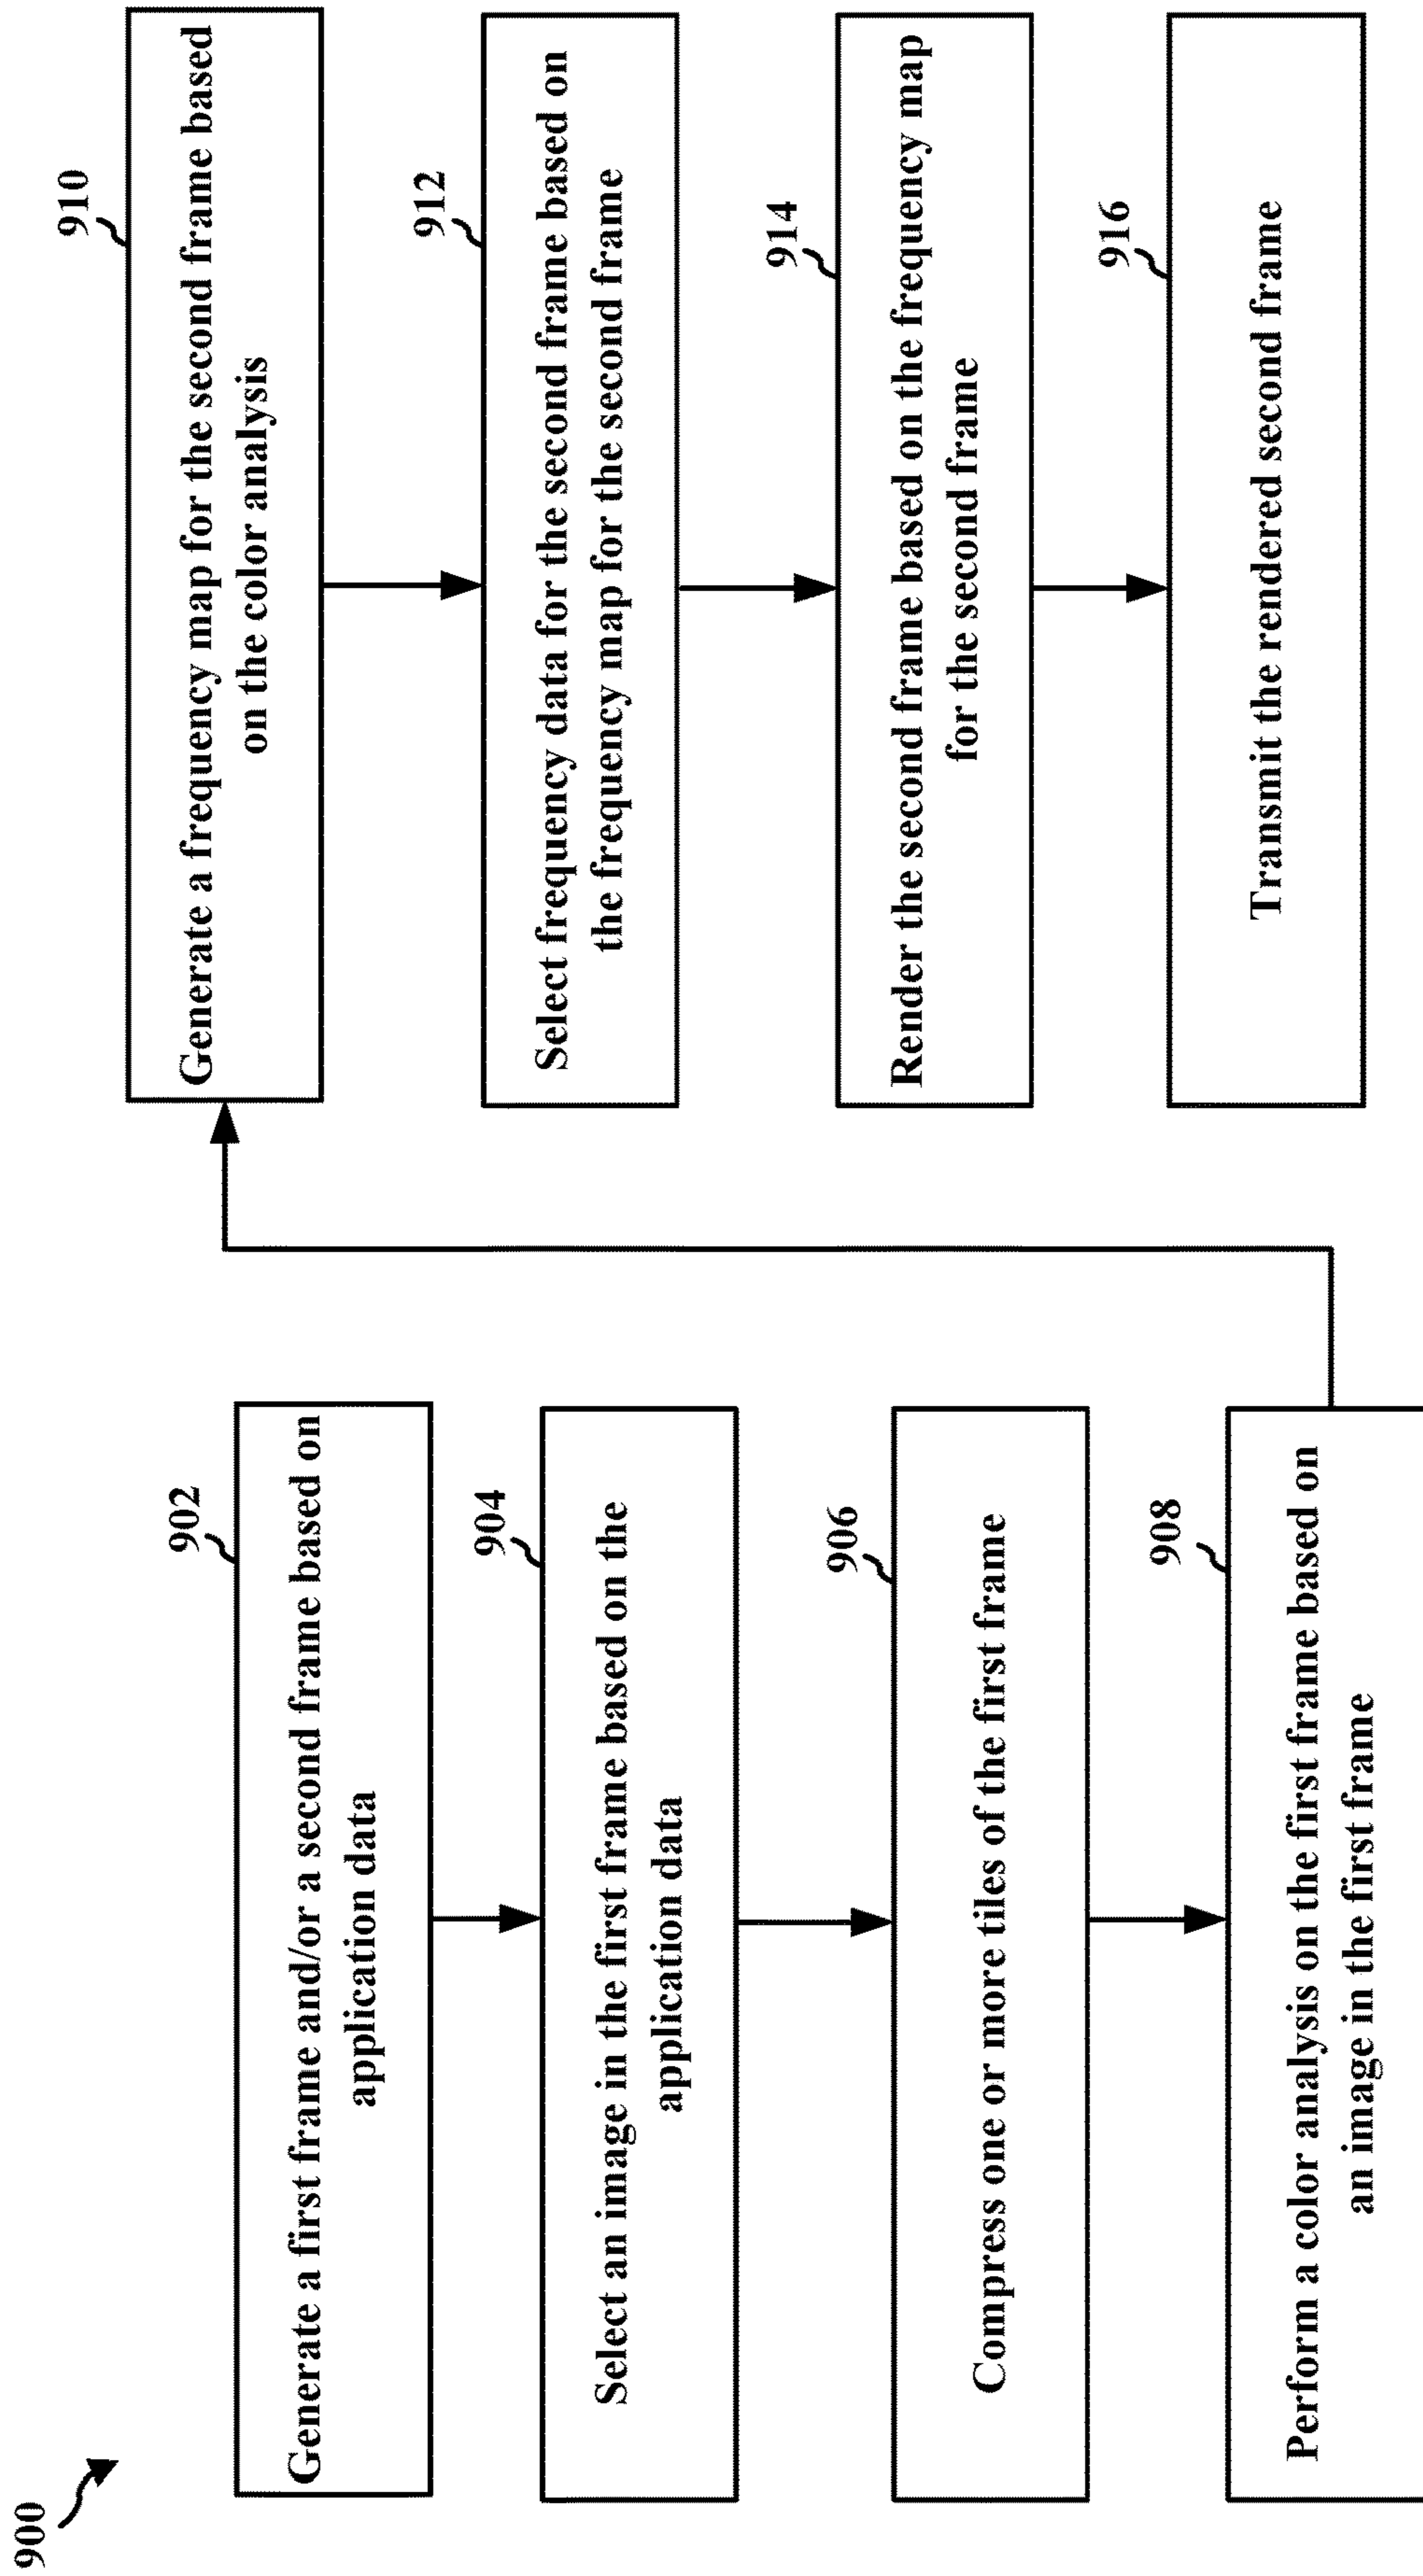 900
902
Generate a first frame and/or a second frame based on
application data
904
Select an image in the first frame based on the
application data
906
Compress one or more tiles of the first frame
908
Perform a color analysis on the first frame based on
an image in the first frame
910
Generate a frequency map for the second frame based
on the color analysis
912
Select frequency data for the second frame based on
the frequency map for the second frame
914
Render the second frame based on the frequency map
for the second frame
916
Transmit the rendered second frame